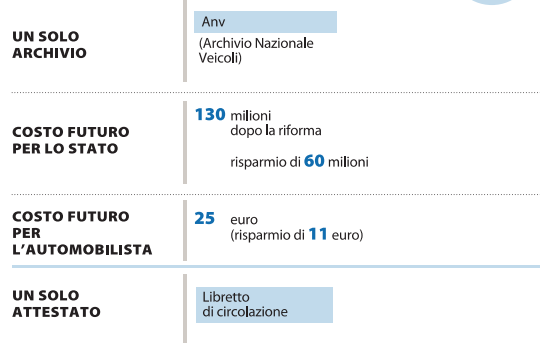 UN SOLO
ARCHIVIO
Anv
(Archivio Nazionale
Veicoli)
COSTO FUTURO
PER LO STATO
130 milioni
dopo la riforma
risparmio di 60 milioni
COSTO FUTURO
PER
L'AUTOMOBILISTA
25 euro
(risparmio di 11 euro)
UN SOLO
ATTESTATO
Libretto
di circolazione